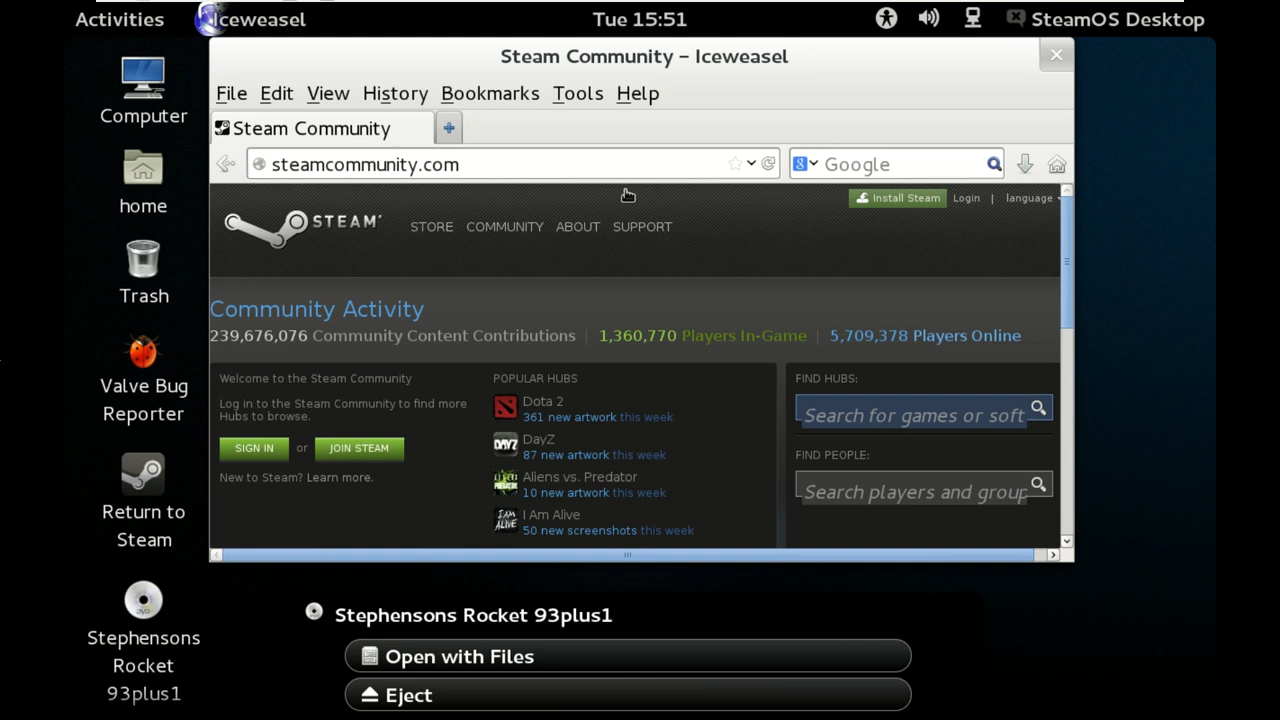 Activities Iceweasel Tue 15:51 SteamOS Desktop
Computer
home
Trash
Valve Bug
Reporter
Return to
Steam
Stephensons
Rocket
93plus1
Steam Community – Iceweasel
File Edit View History Bookmarks Tools Help
Steam Community
steamcommunity.com Google
Install Steam Login | language
STEAM STORE COMMUNITY ABOUT SUPPORT
Community Activity
239,676,076 Community Content Contributions | 1,360,770 Players In-Game | 5,709,378 Players Online
Welcome to the Steam Community
Log in to the Steam Community to find more
Hubs to browse.
SIGN IN or JOIN STEAM
New to Steam? Learn more.
POPULAR HUBS
Dota 2
361 new artwork this week
DAYZ
DayZ
87 new artwork this week
Aliens vs. Predator
10 new artwork this week
I AM
ALIVE
I Am Alive
50 new screenshots this week
FIND HUBS:
Search for games or soft
FIND PEOPLE:
Search players and group
Stephensons Rocket 93plus1
Open with Files
Eject